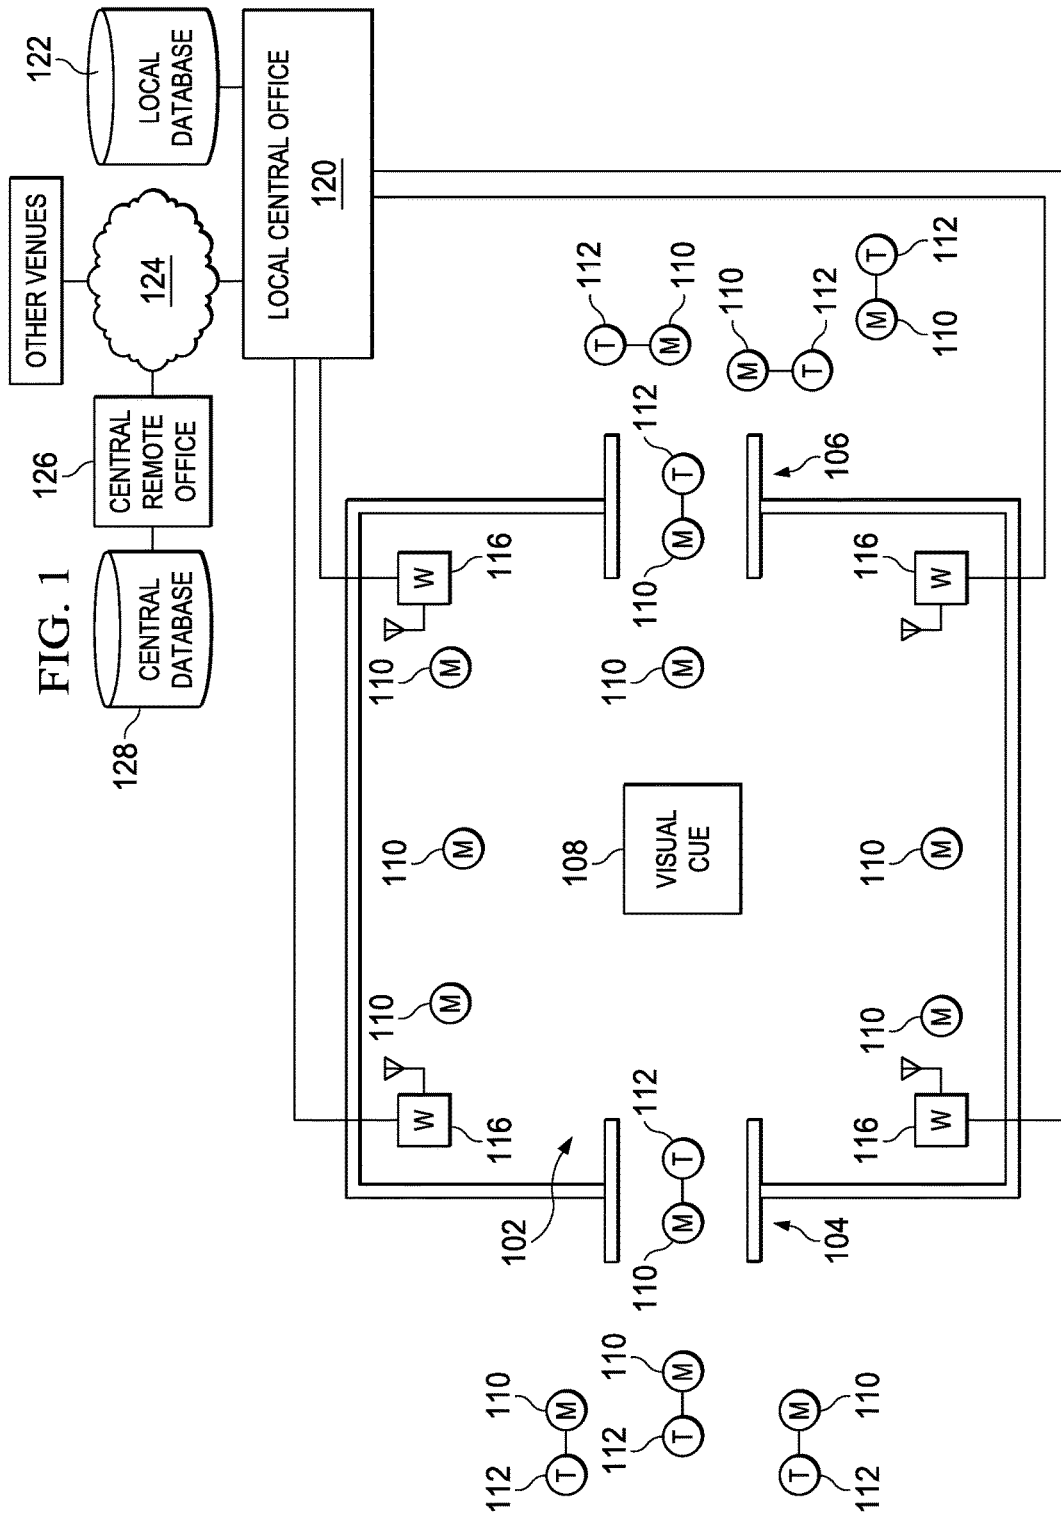 FIG. 1
126
OTHER VENUES
122
128
CENTRAL
DATABASE
CENTRAL
REMOTE
OFFICE
124
LOCAL
DATABASE
LOCAL CENTRAL OFFICE
120
110
110
110
W
M
M
M
W
116
116
112
110
102
T
M
108
112
T
112
110
110
110
112
110
112
VISUAL
CUE
T
M
M
T
M
M
T
M
110
110
M
T
M
104
106
T
112
112
110
116
110
110
116
M
T
W
M
M
W
110
112